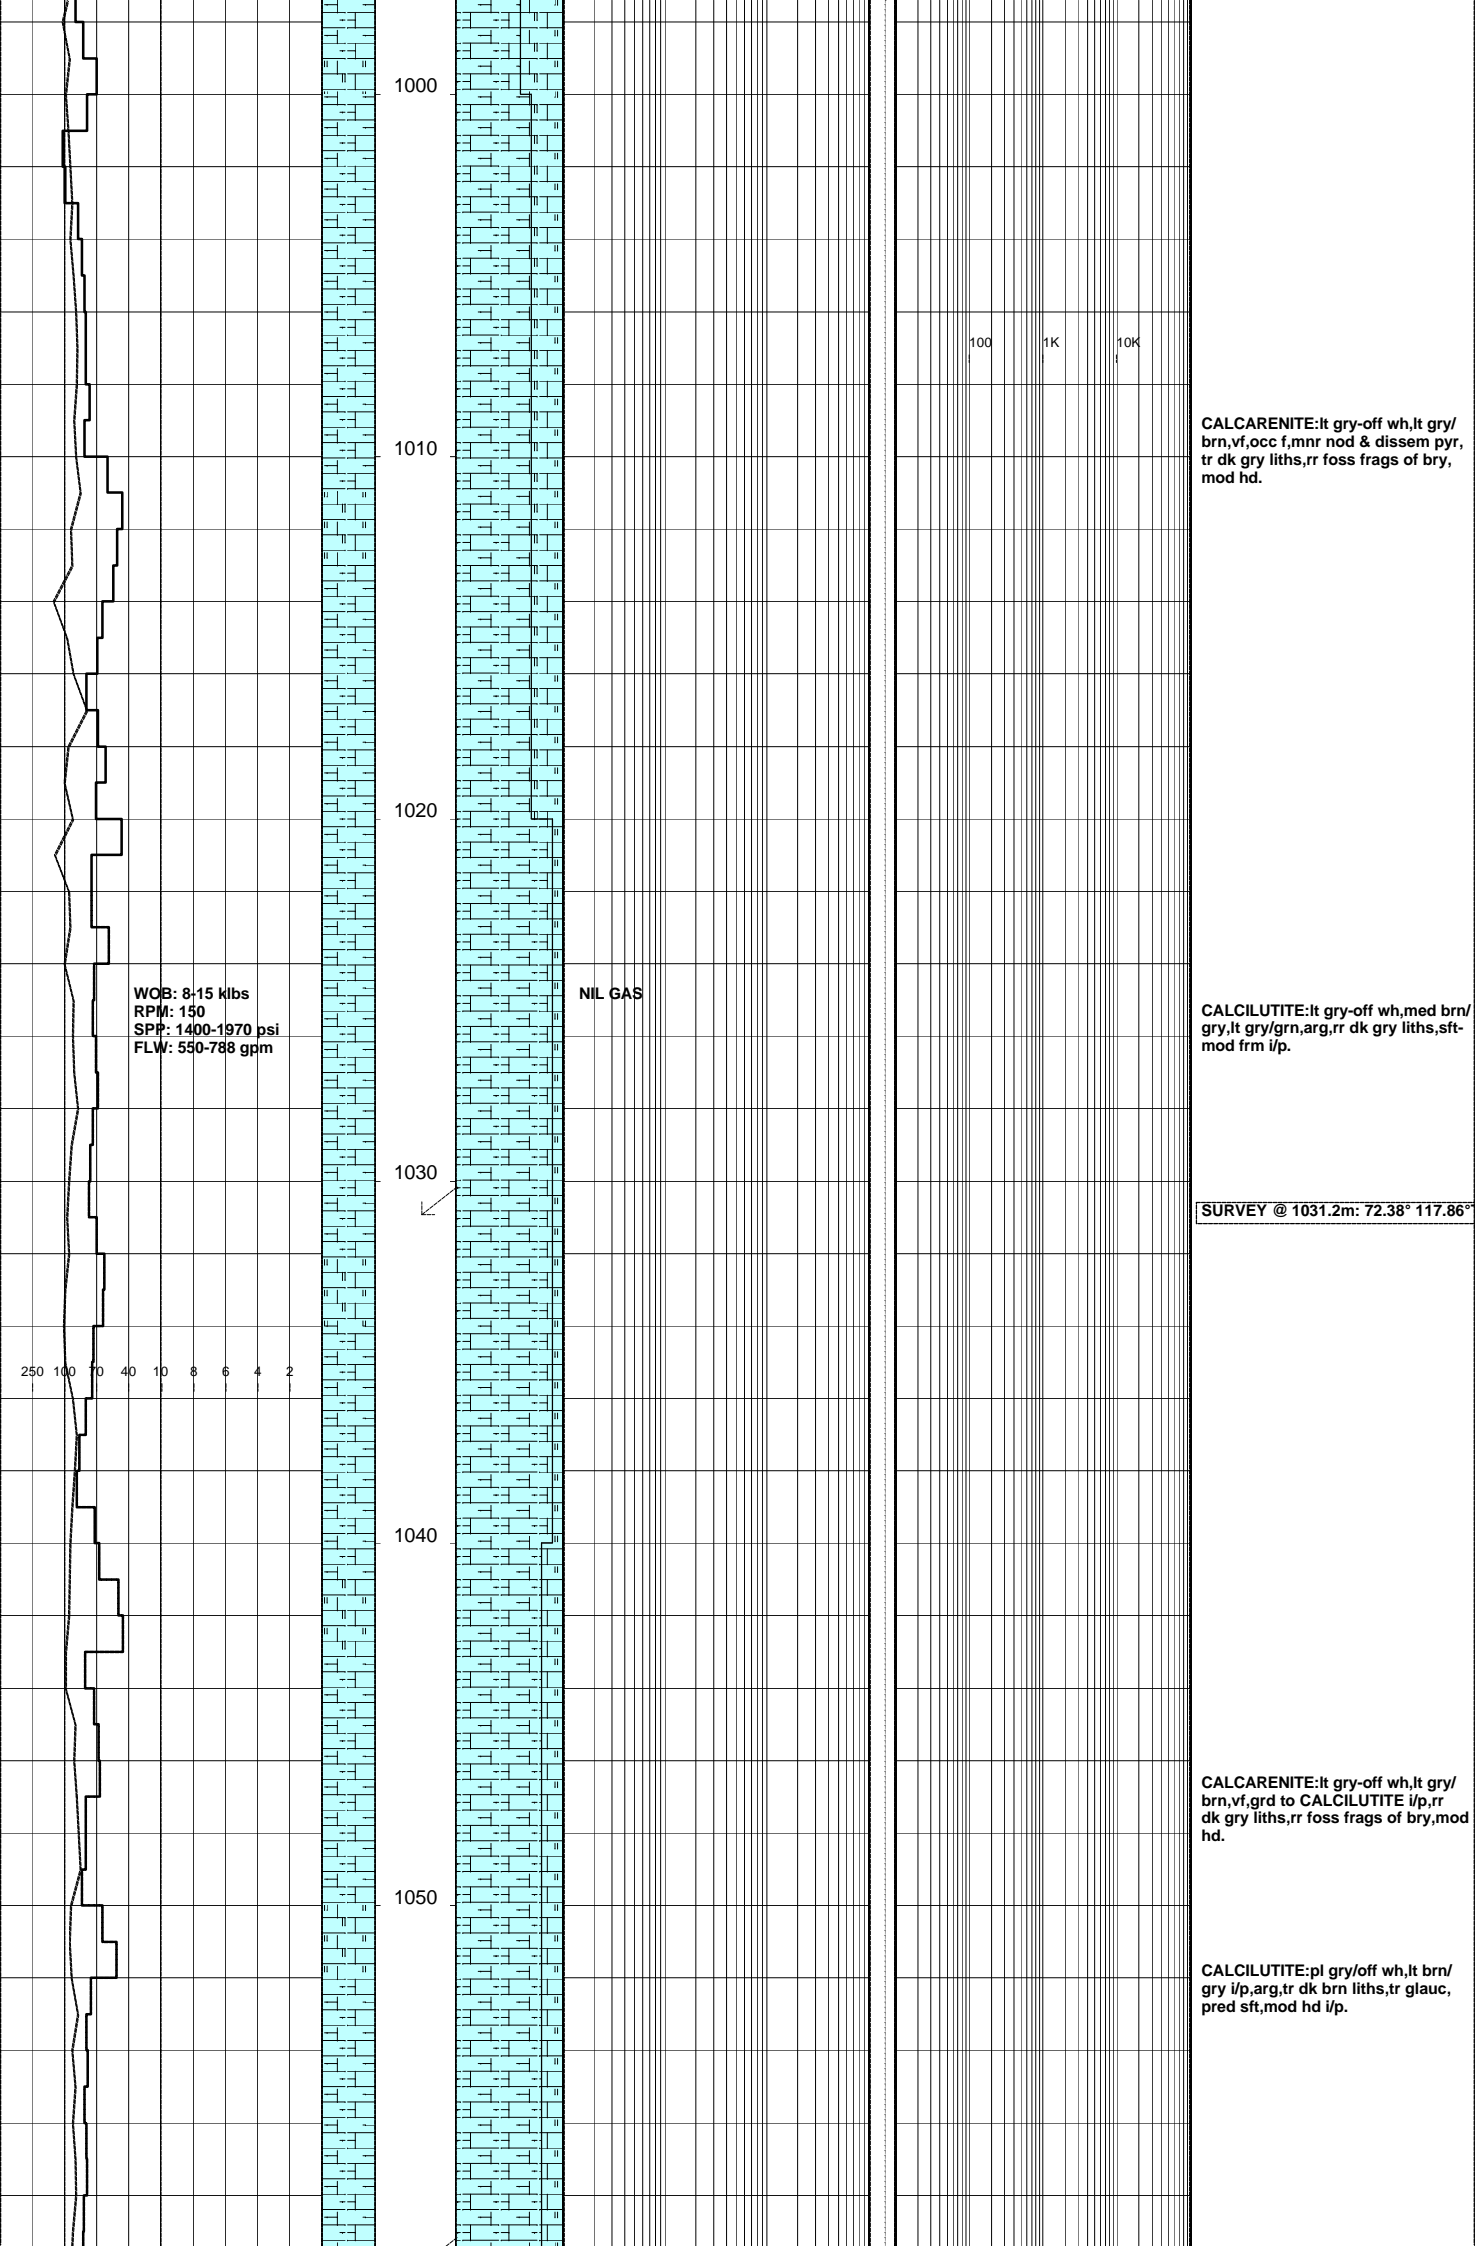 1000
100 1K 10K
CALCARENITE:lt gry-off wh,lt gry/
brn,vf,occ f,mnr nod & dissem pyr,
tr dk gry liths,rr foss frags of bry,
mod hd.
1010
1020
WOB: 8-15 klbs
RPM: 150
SPP: 1400-1970 psi
FLW: 550-788 gpm
NIL GAS
CALCILUTITE:lt gry-off wh,med brn/
gry,lt gry/grn,arg,rr dk gry liths,sft-
mod frm i/p.
1030
SURVEY @ 1031.2m: 72.38° 117.86°
250 100 70 40 10 8 6 4 2
1040
CALCARENITE:lt gry-off wh,lt gry/
brn,vf,grd to CALCILUTITE i/p,rr
dk gry liths,rr foss frags of bry,mod
hd.
1050
CALCILUTITE:pl gry/off wh,lt brn/
gry i/p,arg,tr dk brn liths,tr glauc,
pred sft,mod hd i/p.